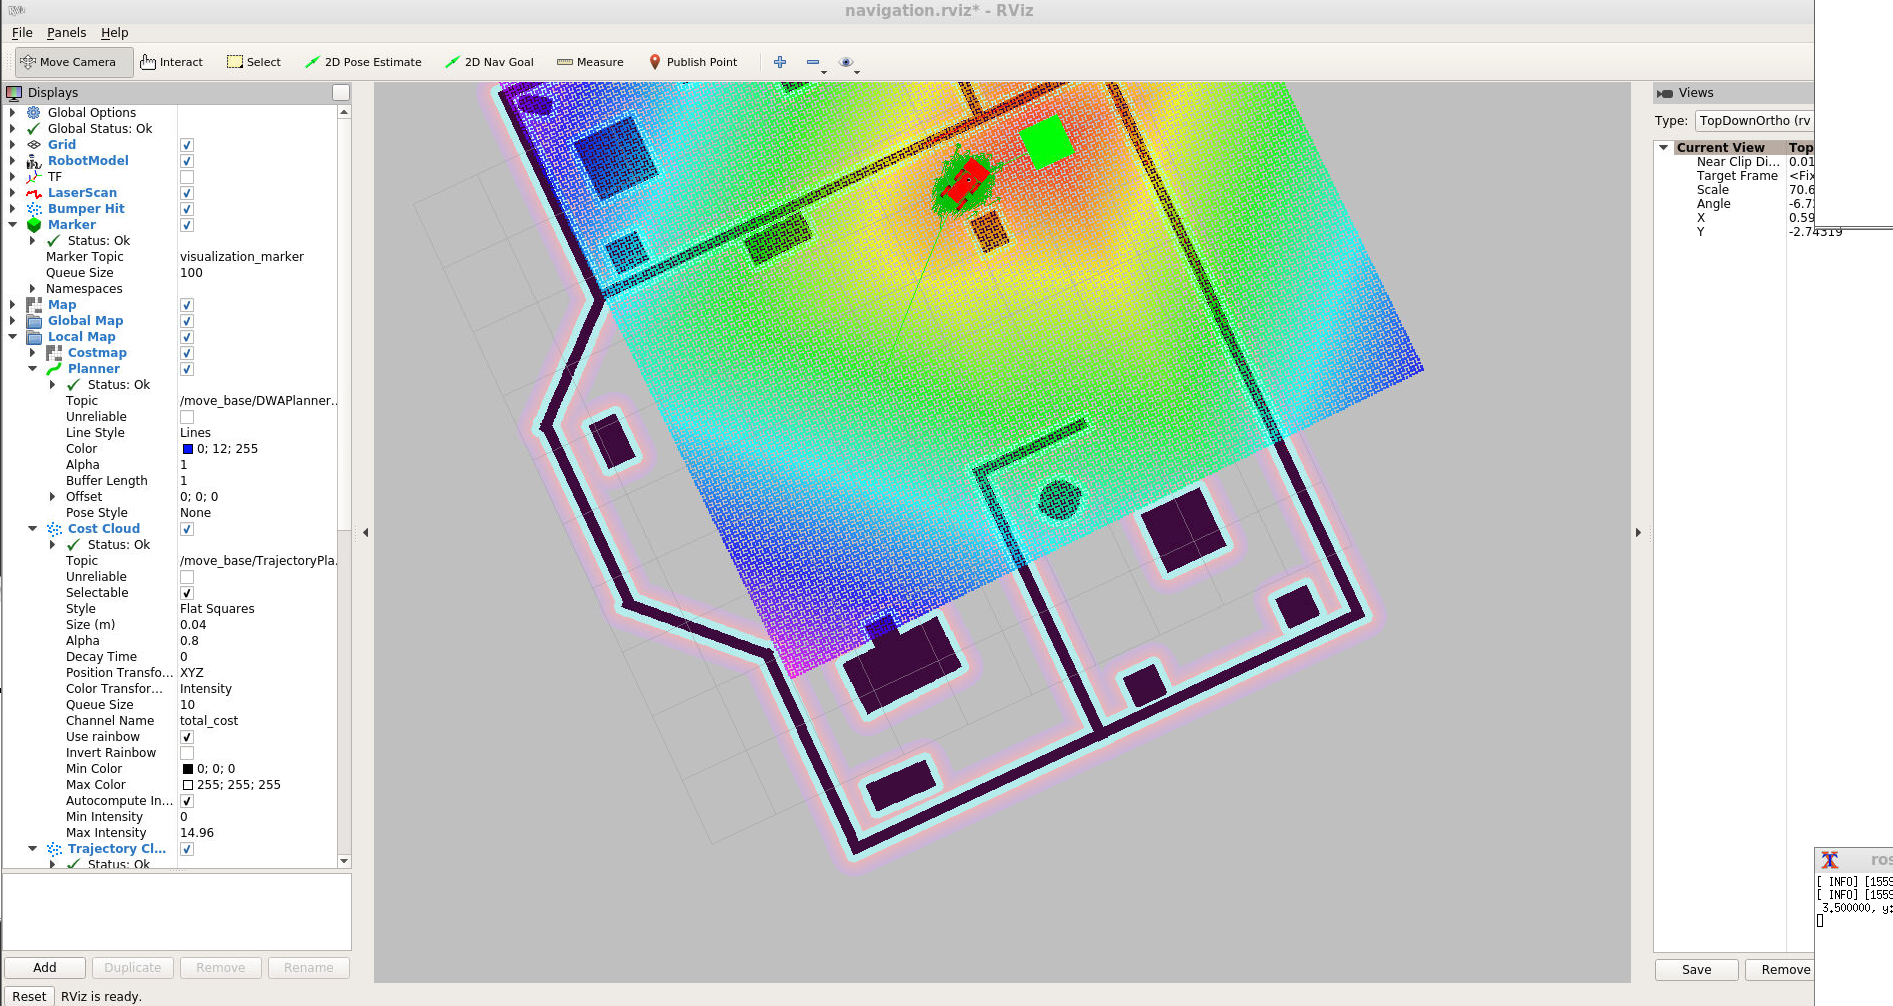 RViz
navigation.rviz* - RViz
File Panels Help
Move Camera Interact Select 2D Pose Estimate 2D Nav Goal Measure Publish Point
Displays
Global Options
Global Status: Ok
Grid
RobotModel
TF
LaserScan
Bumper Hit
Marker
Status: Ok
Marker Topic visualization_marker
Queue Size 100
Namespaces
Map
Global Map
Local Map
Costmap
Planner
Status: Ok
Topic /move_base/DWAPlanner...
Unreliable
Line Style Lines
Color 0; 12; 255
Alpha 1
Buffer Length 1
Offset 0; 0; 0
Pose Style None
Cost Cloud
Status: Ok
Topic /move_base/TrajectoryPla...
Unreliable
Selectable
Style Flat Squares
Size (m) 0.04
Alpha 0.8
Decay Time 0
Position Transfo... XYZ
Color Transfor... Intensity
Queue Size 10
Channel Name total_cost
Use rainbow
Invert Rainbow
Min Color 0; 0; 0
Max Color 255; 255; 255
Autocompute In...
Min Intensity 0
Max Intensity 14.96
Trajectory Cl...
Status: Ok
Add Duplicate Remove Rename
Reset RViz is ready.
Views
Type: TopDownOrtho (rv
Current View Top
Near Clip Di... 0.01
Target Frame <Fix
Scale 70.6
Angle -6.7
X 0.59
Y -2.74319
Save Remove
ros
[ INFO] [1559
[ INFO] [1559
3.500000, y: